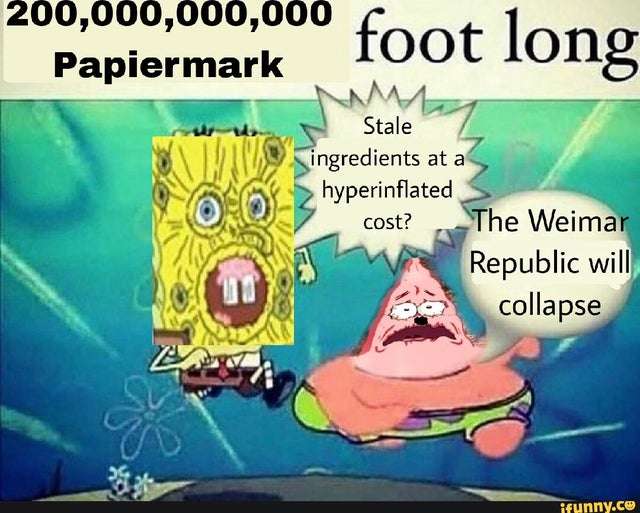 200,000,000,000
Papiermark
foot long
Stale
ingredients at a
hyperinflated
cost?
The Weimar
Republic will
collapse
ifunny.co